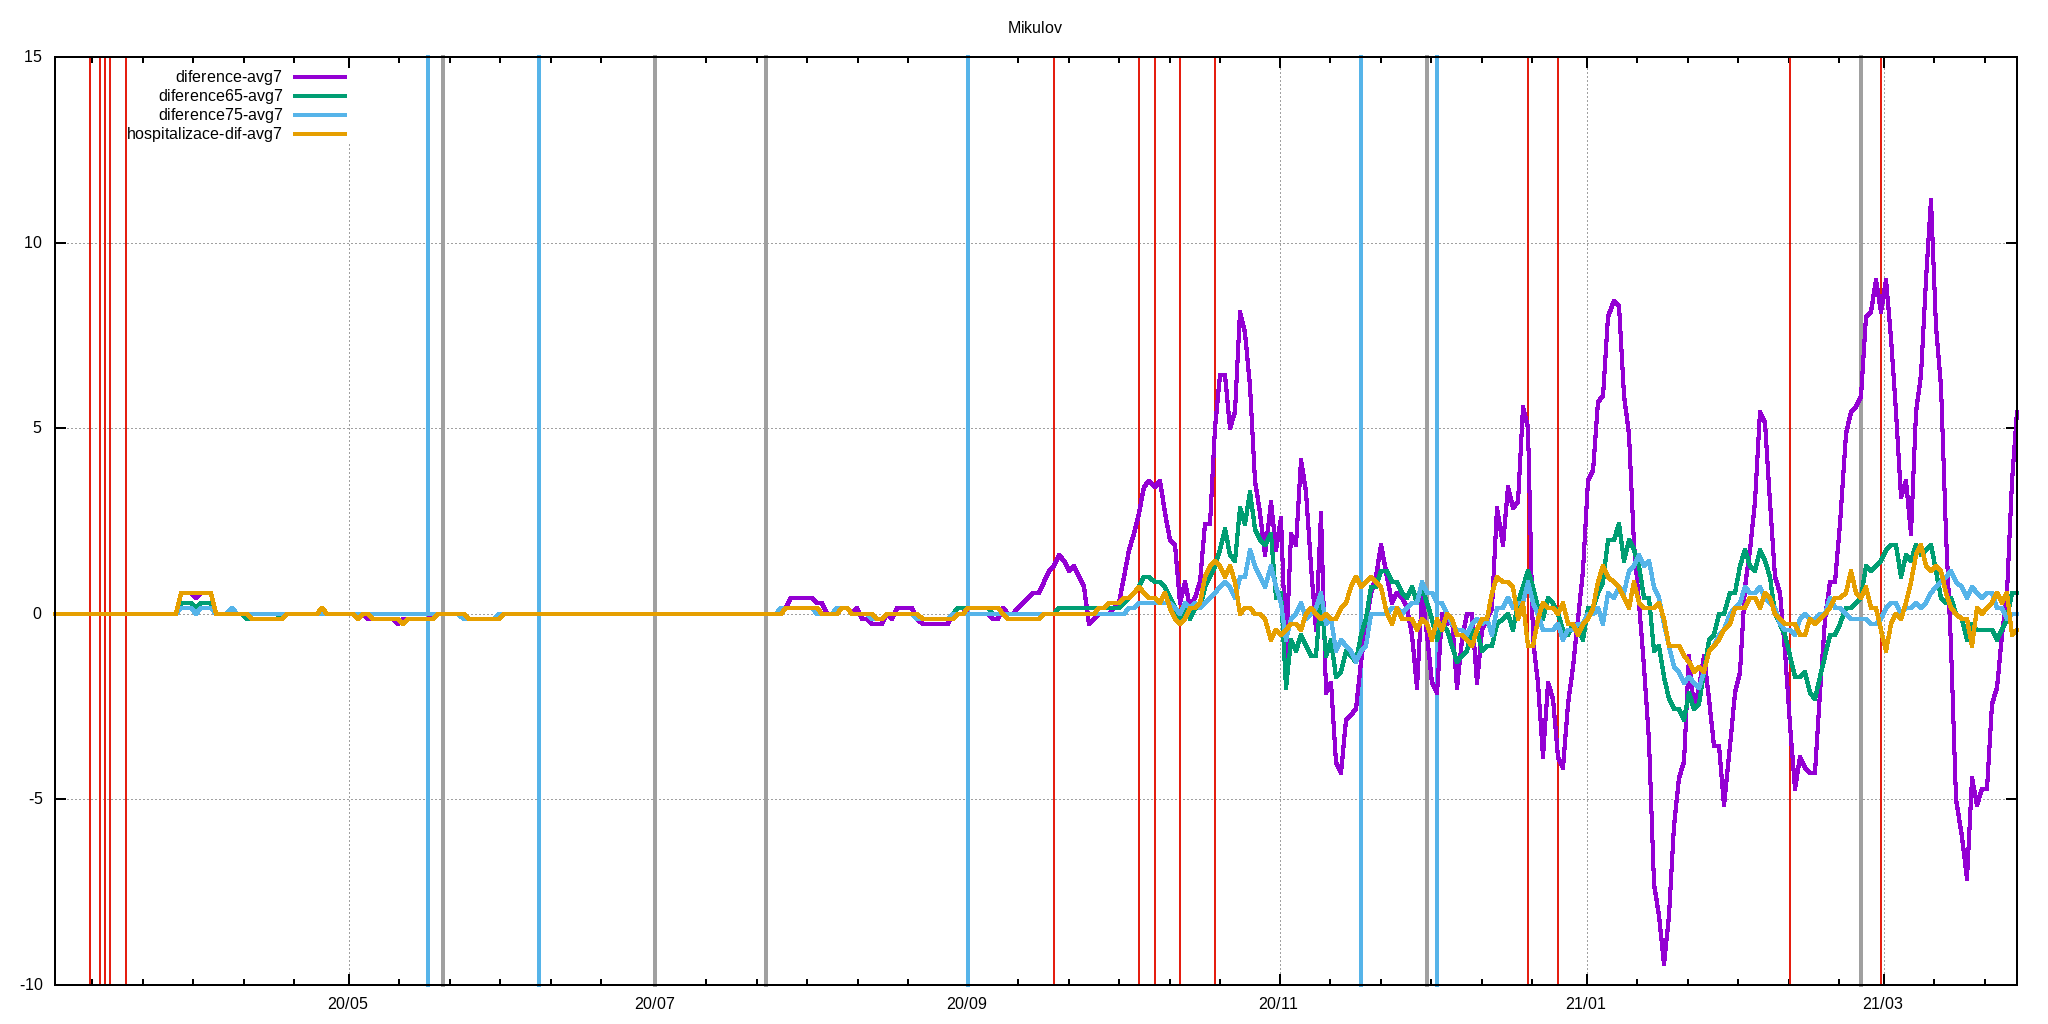 Mikulov
15
diference-avg7
diference65-avg7
diference75-avg7
hospitalizace-dif-avg7
10
5
0
-5
-10
20/05 20/07 20/09 20/11 21/01 21/03